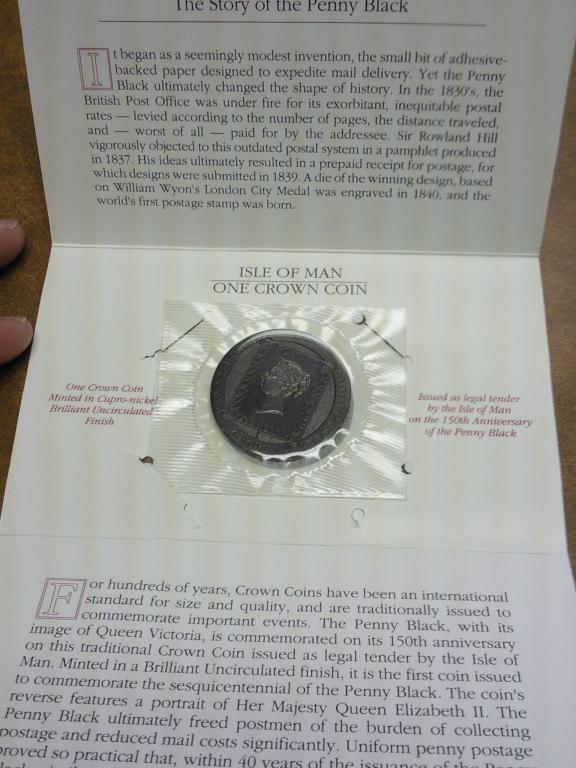 The Story of the Penny Black
It began as a seemingly modest invention, the small bit of adhesive-
backed paper designed to expedite mail delivery. Yet the Penny
Black ultimately changed the shape of history. In the 1830's, the
British Post Office was under fire for its exorbitant, inequitable postal
rates — levied according to the number of pages, the distance traveled,
and — worst of all — paid for by the addressee. Sir Rowland Hill
vigorously objected to this outdated postal system in a pamphlet produced
in 1837. His ideas ultimately resulted in a prepaid receipt for postage, for
which designs were submitted in 1839. A die of the winning design, based
on William Wyon's London City Medal was engraved in 1840, and the
world's first postage stamp was born.
ISLE OF MAN
ONE CROWN COIN
One Crown Coin
Minted in Cupro-nickel
Brilliant Uncirculated
Finish
Issued as legal tender
by the Isle of Man
on the 150th Anniversary
of the Penny Black
For hundreds of years, Crown Coins have been an international
standard for size and quality, and are traditionally issued to
commemorate important events. The Penny Black, with its
image of Queen Victoria, is commemorated on its 150th anniversary
on this traditional Crown Coin issued as legal tender by the Isle of
Man. Minted in a Brilliant Uncirculated finish, it is the first coin issued
to commemorate the sesquicentennial of the Penny Black. The coin's
reverse features a portrait of Her Majesty Queen Elizabeth II. The
Penny Black ultimately freed postmen of the burden of collecting
postage and reduced mail costs significantly. Uniform penny postage
proved so practical that, within 40 years of the issuance of the Penny